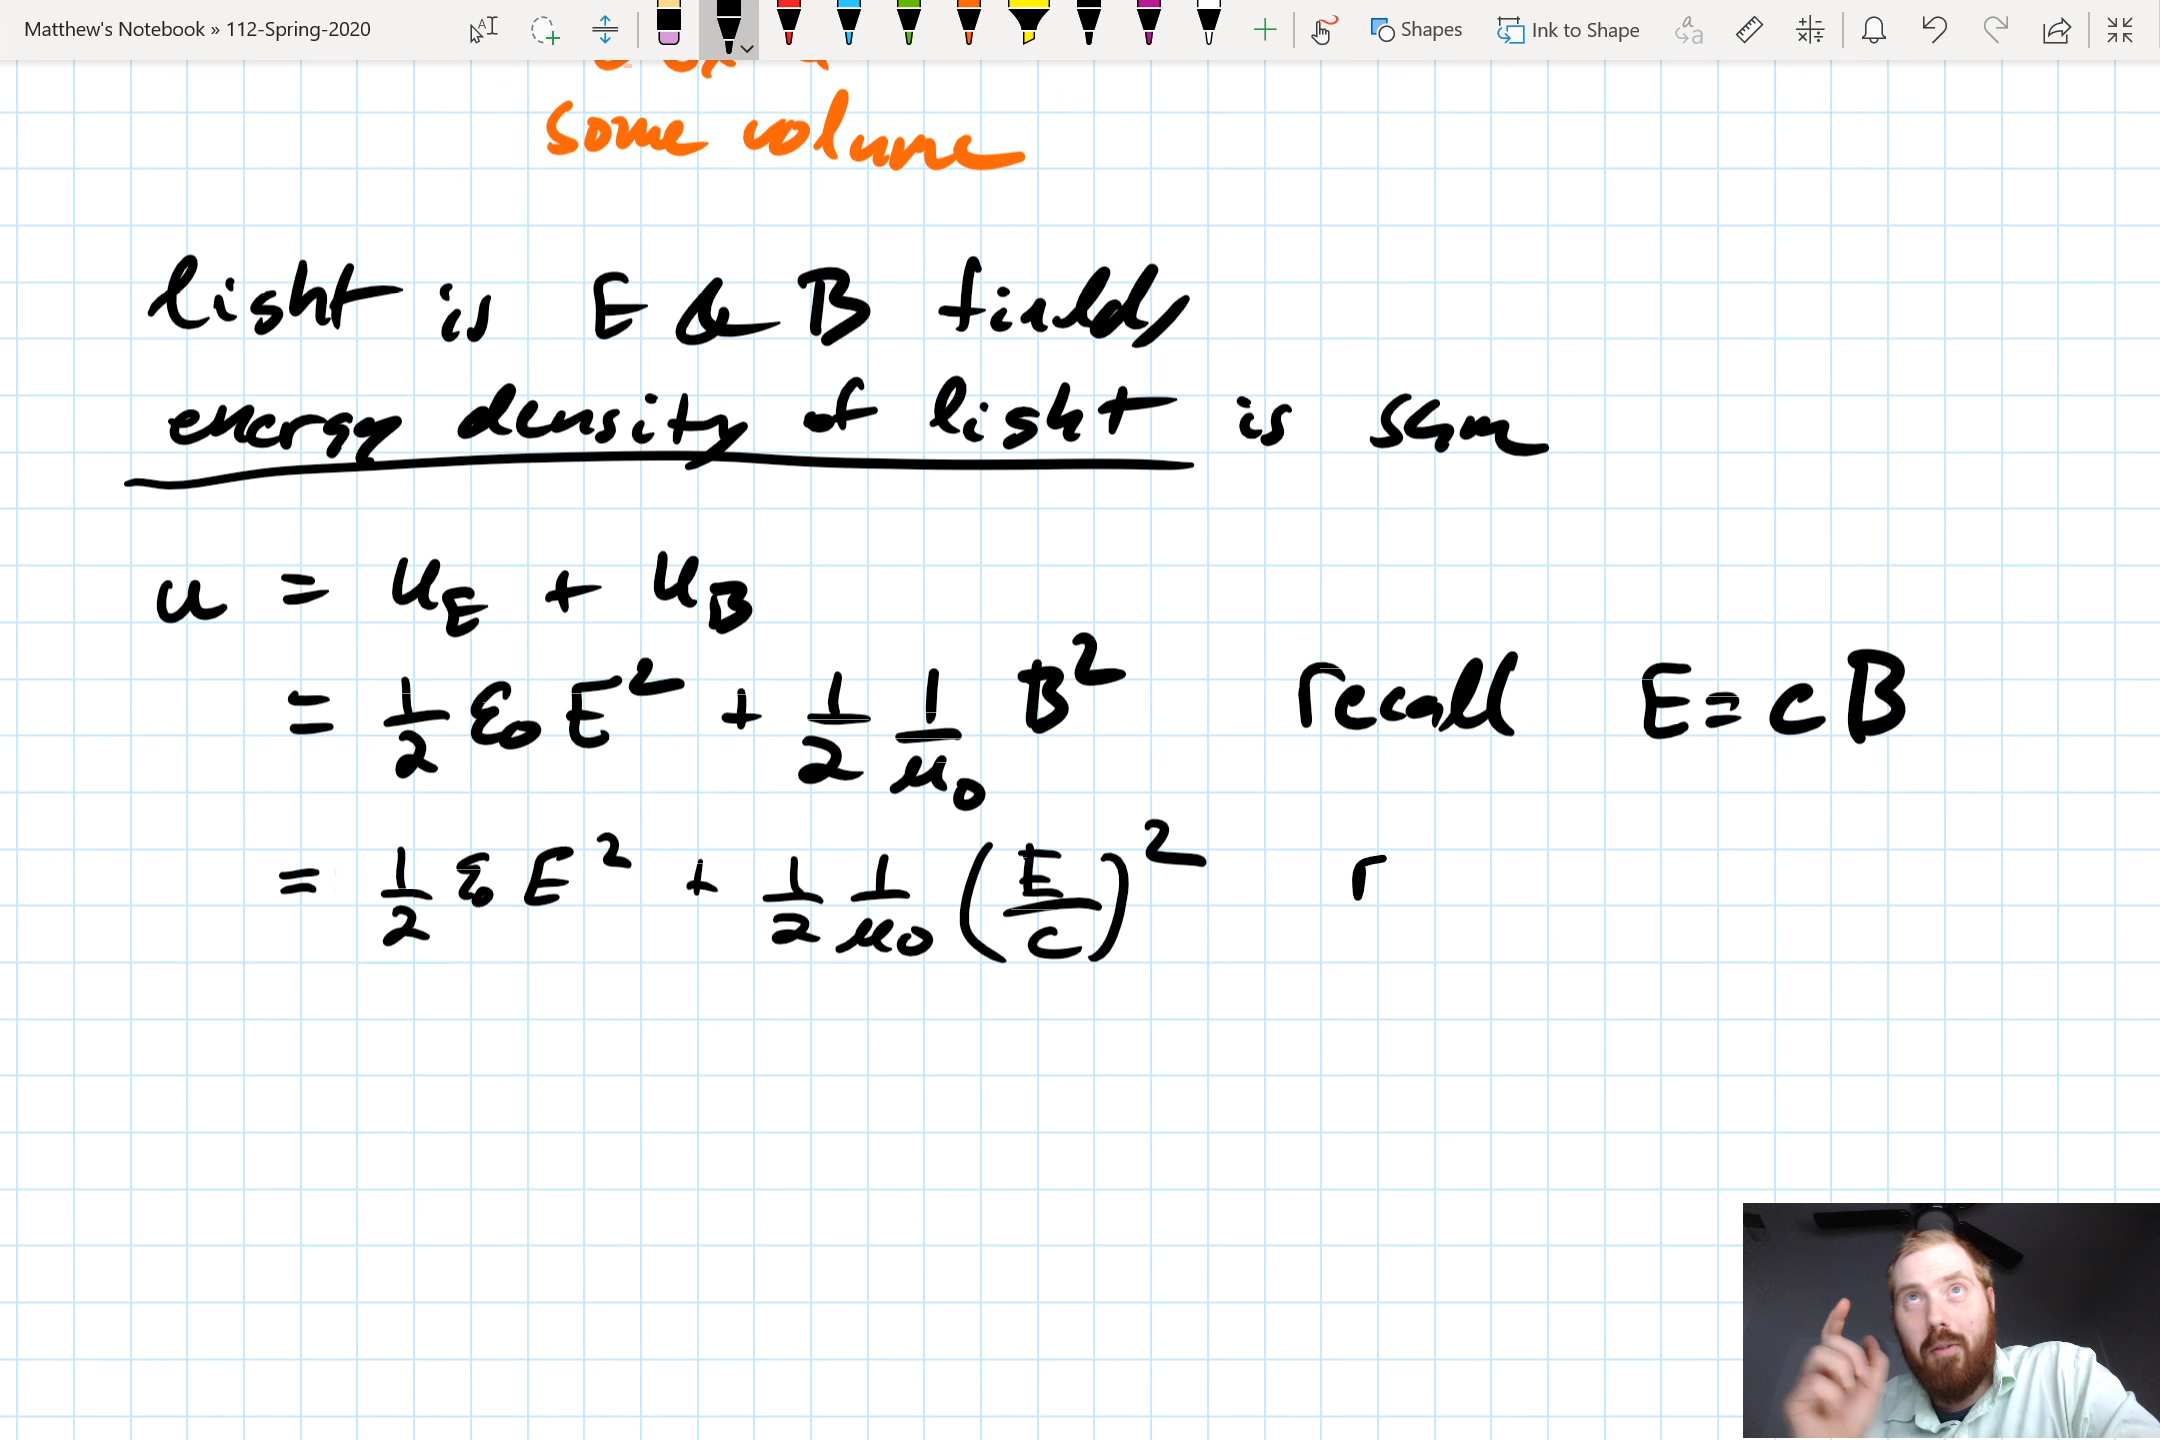 Matthew's Notebook » 112-Spring-2020
Shapes Ink to Shape
some volume
light is E & B fields
energy density of light is sum
u = u_E + u_B
= 1/2 ε₀ E² + 1/2 1/μ₀ B² recall E = cB
= 1/2 ε₀ E² + 1/2 1/μ₀ (E/c)² r